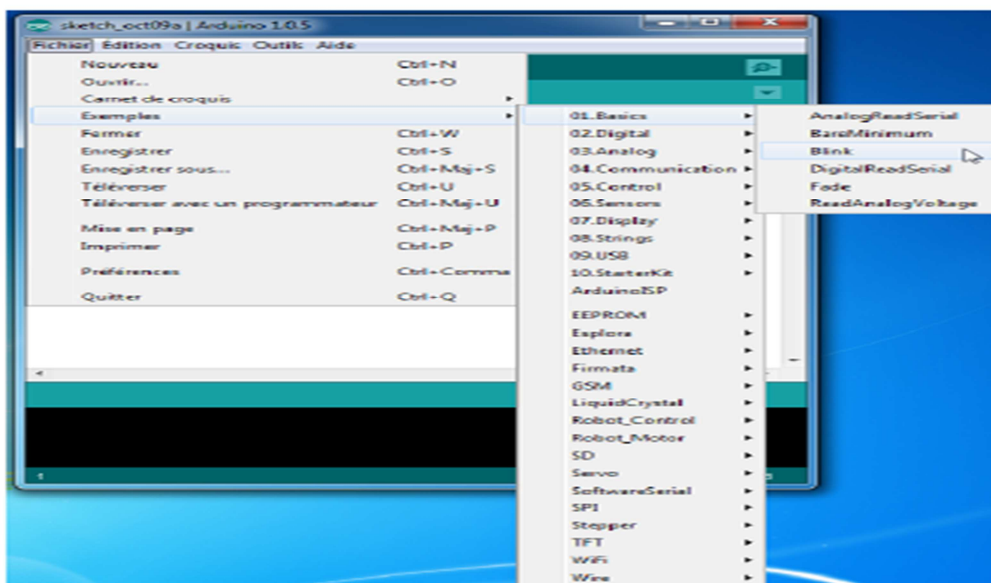 sketch_oct09a | Arduino 1.0.5
Fichier Édition Croquis Outils Aide
Nouveau Ctrl+N
Ouvrir... Ctrl+O
Carnet de croquis
Exemples
Fermer Ctrl+W
Enregistrer Ctrl+S
Enregistrer sous... Ctrl+Maj+S
Téléverser Ctrl+U
Téléverser avec un programmateur Ctrl+Maj+U
Mise en page Ctrl+Maj+P
Imprimer Ctrl+P
Préférences Ctrl+Comma
Quitter Ctrl+Q
01.Basics
02.Digital
03.Analog
04.Communication
05.Control
06.Sensors
07.Display
08.Strings
09.USB
10.StarterKit
ArduinoISP
EEPROM
Esplora
Ethernet
Firmata
GSM
LiquidCrystal
Robot_Control
Robot_Motor
SD
Servo
SoftwareSerial
SPI
Stepper
TFT
WiFi
Wire
AnalogReadSerial
BareMinimum
Blink
DigitalReadSerial
Fade
ReadAnalogVoltage
1